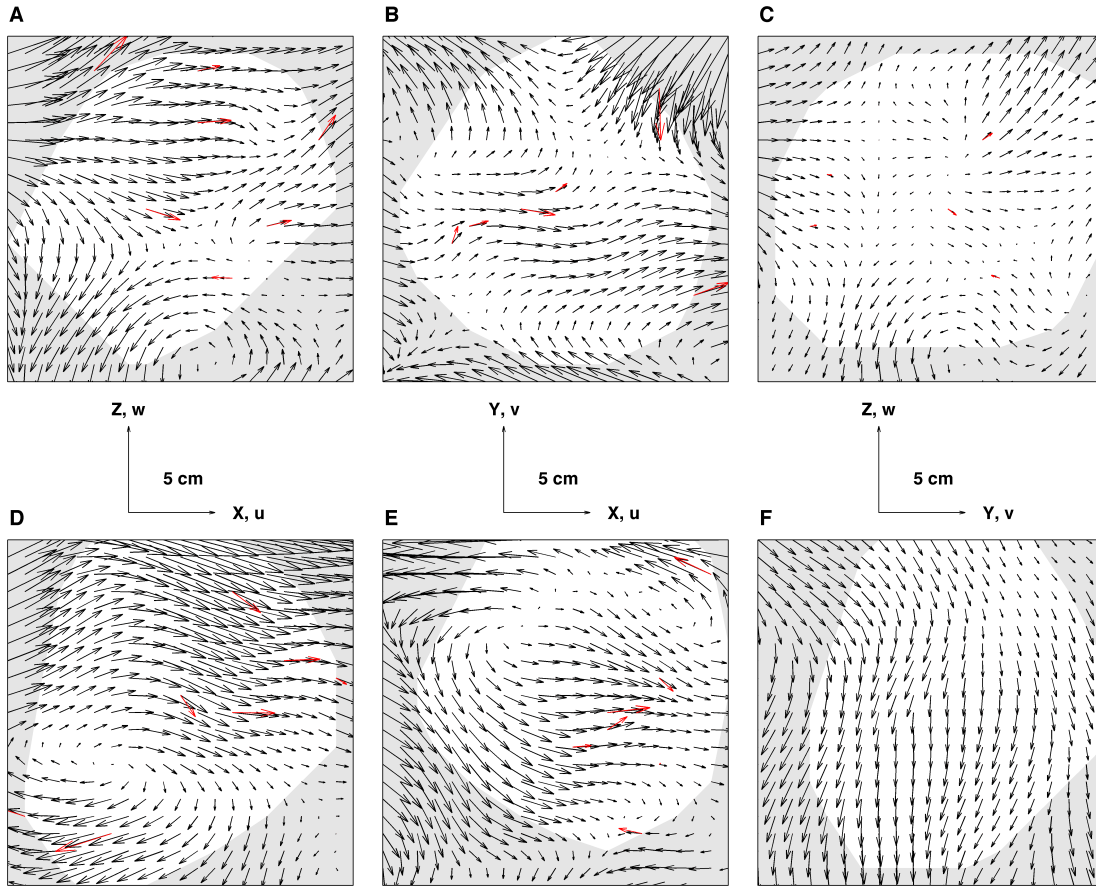 A B C
Z, w Y, v Z, w
5 cm 5 cm 5 cm
X, u X, u Y, v
D E F